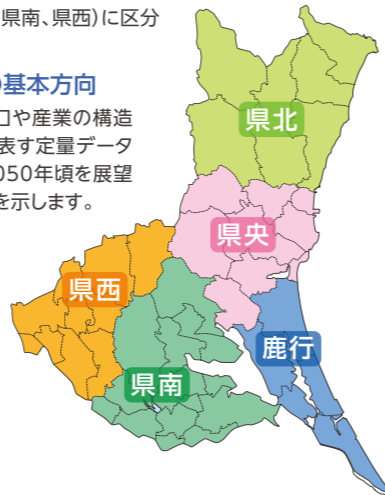 県南、県西)に区分
基本方向
口や産業の構造
表す定量データ
050年頃を展望
を示します。
県北
県央
県西
鹿行
県南